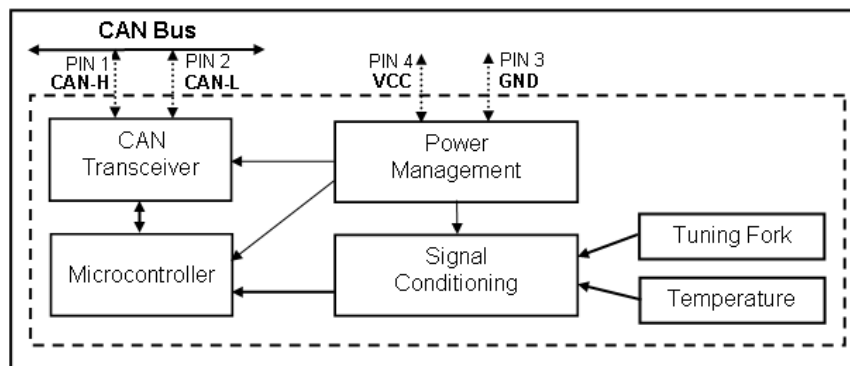 CAN Bus
PIN 1
CAN-H
PIN 2
CAN-L
PIN 4
VCC
PIN 3
GND
CAN
Transceiver
Power
Management
Microcontroller
Signal
Conditioning
Tuning Fork
Temperature